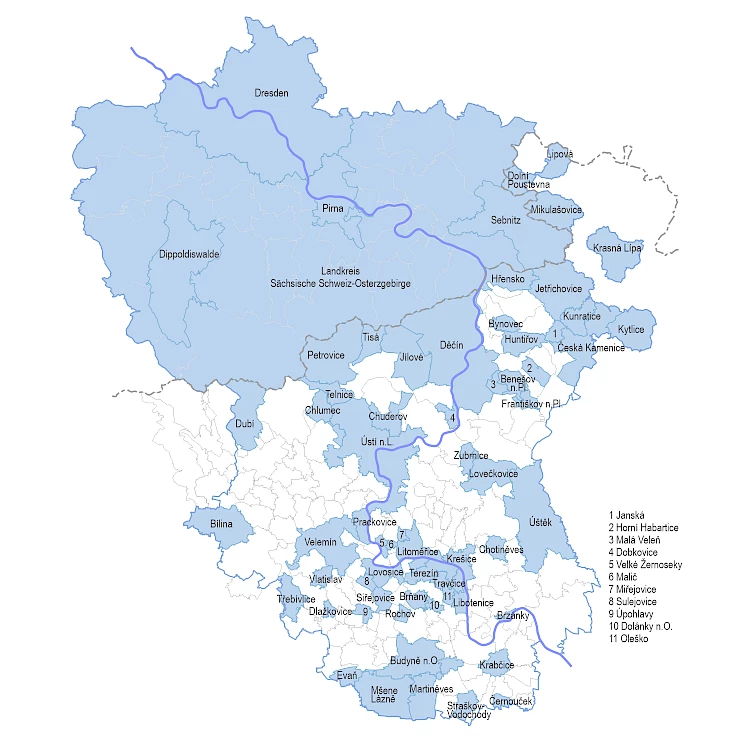 Dresden
Lipová
Dolní
Poustevna
Mikulašovice
Pirna
Sebnitz
Krasná Lípa
Dippoldiswalde
Landkreis
Sächsische Schweiz-Osterzgebirge
Hřensko
Jetřichovice
Kunratice
Kytlice
Bynovec
Huntířov
1
Česká Kamenice
Tisá
Děčín
Petrovice
Jílové
2
3
Benešov
n.Pl.
Františkov n.Pl
Telnice
Chlumec
Chuderov
4
Dubí
Ústí n.L.
Zubrnice
Lovečkovice
Bílina
Prackovice
Úštěk
Velemín
5
6
7
Litoměřice
Chotiněves
Krešice
Vlatislav
Lovosice
Terezín
8
Travčice
Třebívlice
Siřejovice
Brňany
11
Libotenice
Dlažkovice
9
Rochov
10
Brzánky
Budyně n.O
Krabčice
Evaň
Mšené
Lázně
Martiněves
Straškov-
Vodochody
Černouček
1 Janská
2 Horní Habartice
3 Malá Veleň
4 Dobkovice
5 Velké Žernoseky
6 Malíč
7 Miřejovice
8 Sulejovice
9 Úpohlavy
10 Dolánky n.O.
11 Oleško